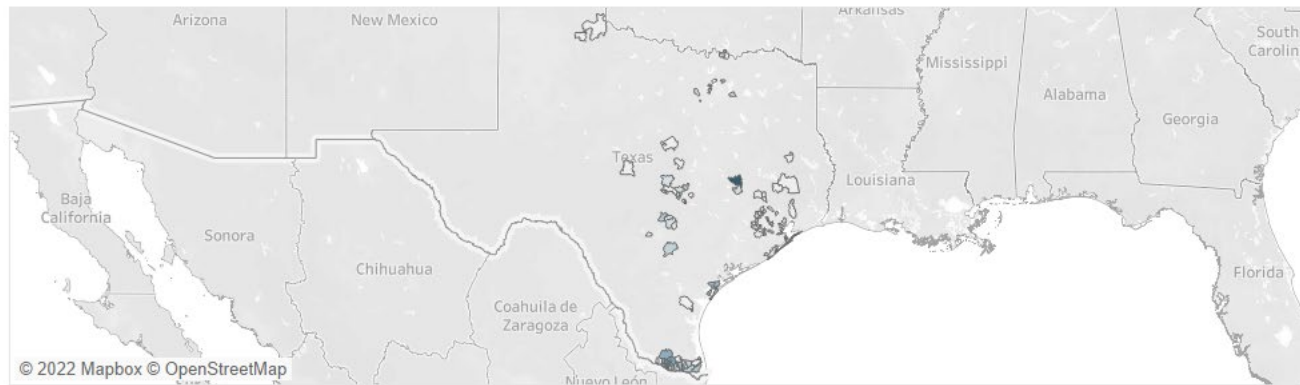 Arizona
New Mexico
Arkansas
South
Carolin
Mississippi
Alabama
Georgia
Texas
Louisiana
Baja
California
Sonora
Chihuahua
Florida
Coahuila de
Zaragoza
© 2022 Mapbox © OpenStreetMap
Nuevo León